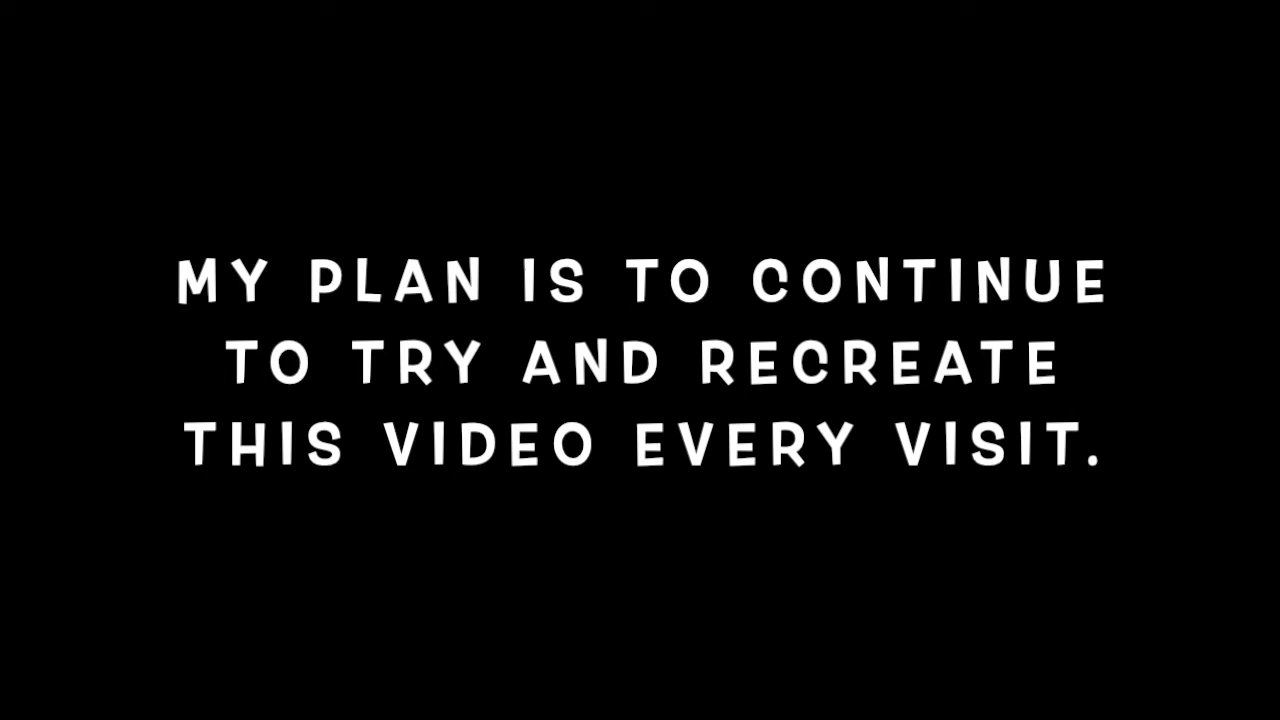 MY PLAN IS TO CONTINUE
TO TRY AND RECREATE
THIS VIDEO EVERY VISIT.